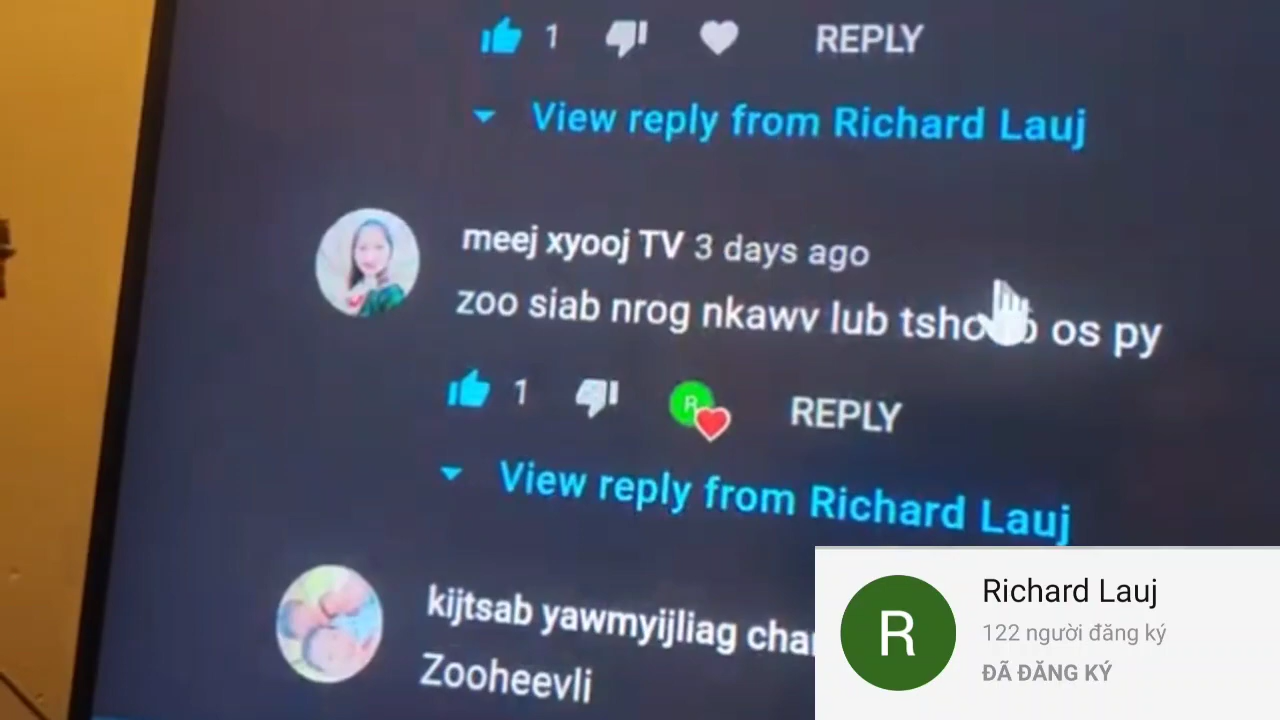 1 REPLY
View reply from Richard Lauj
meej xyooj TV 3 days ago
zoo siab nrog nkawv lub os py
1 R REPLY
View reply from Richard Lauj
kijtsab yawmyijliag
Zooheevli
R
Richard Lauj
122 người đăng ký
ĐÃ ĐĂNG KÝ